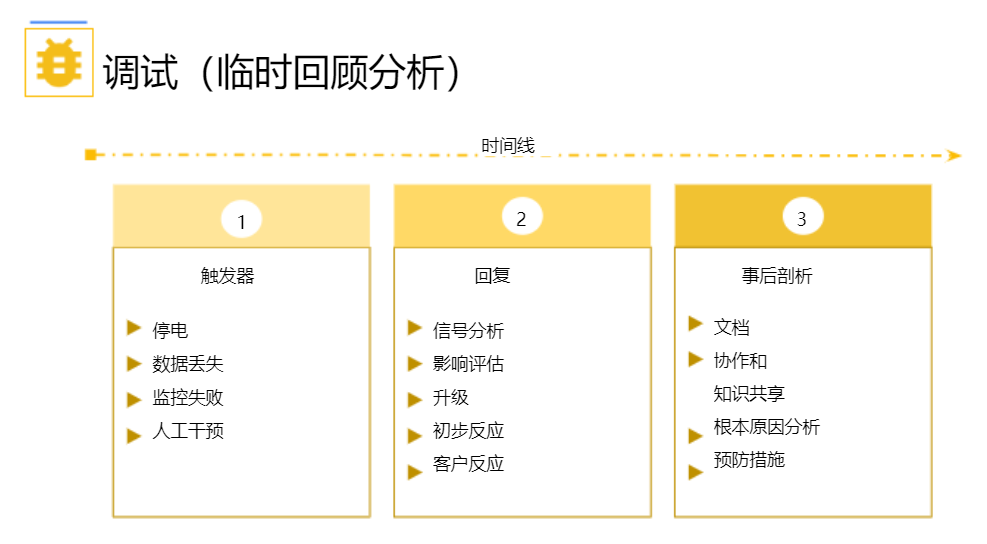 调试（临时回顾分析）
时间线
1
触发器
停电
数据丢失
监控失败
人工干预
2
回复
信号分析
影响评估
升级
初步反应
客户反应
3
事后剖析
文档
协作和
知识共享
根本原因分析
预防措施